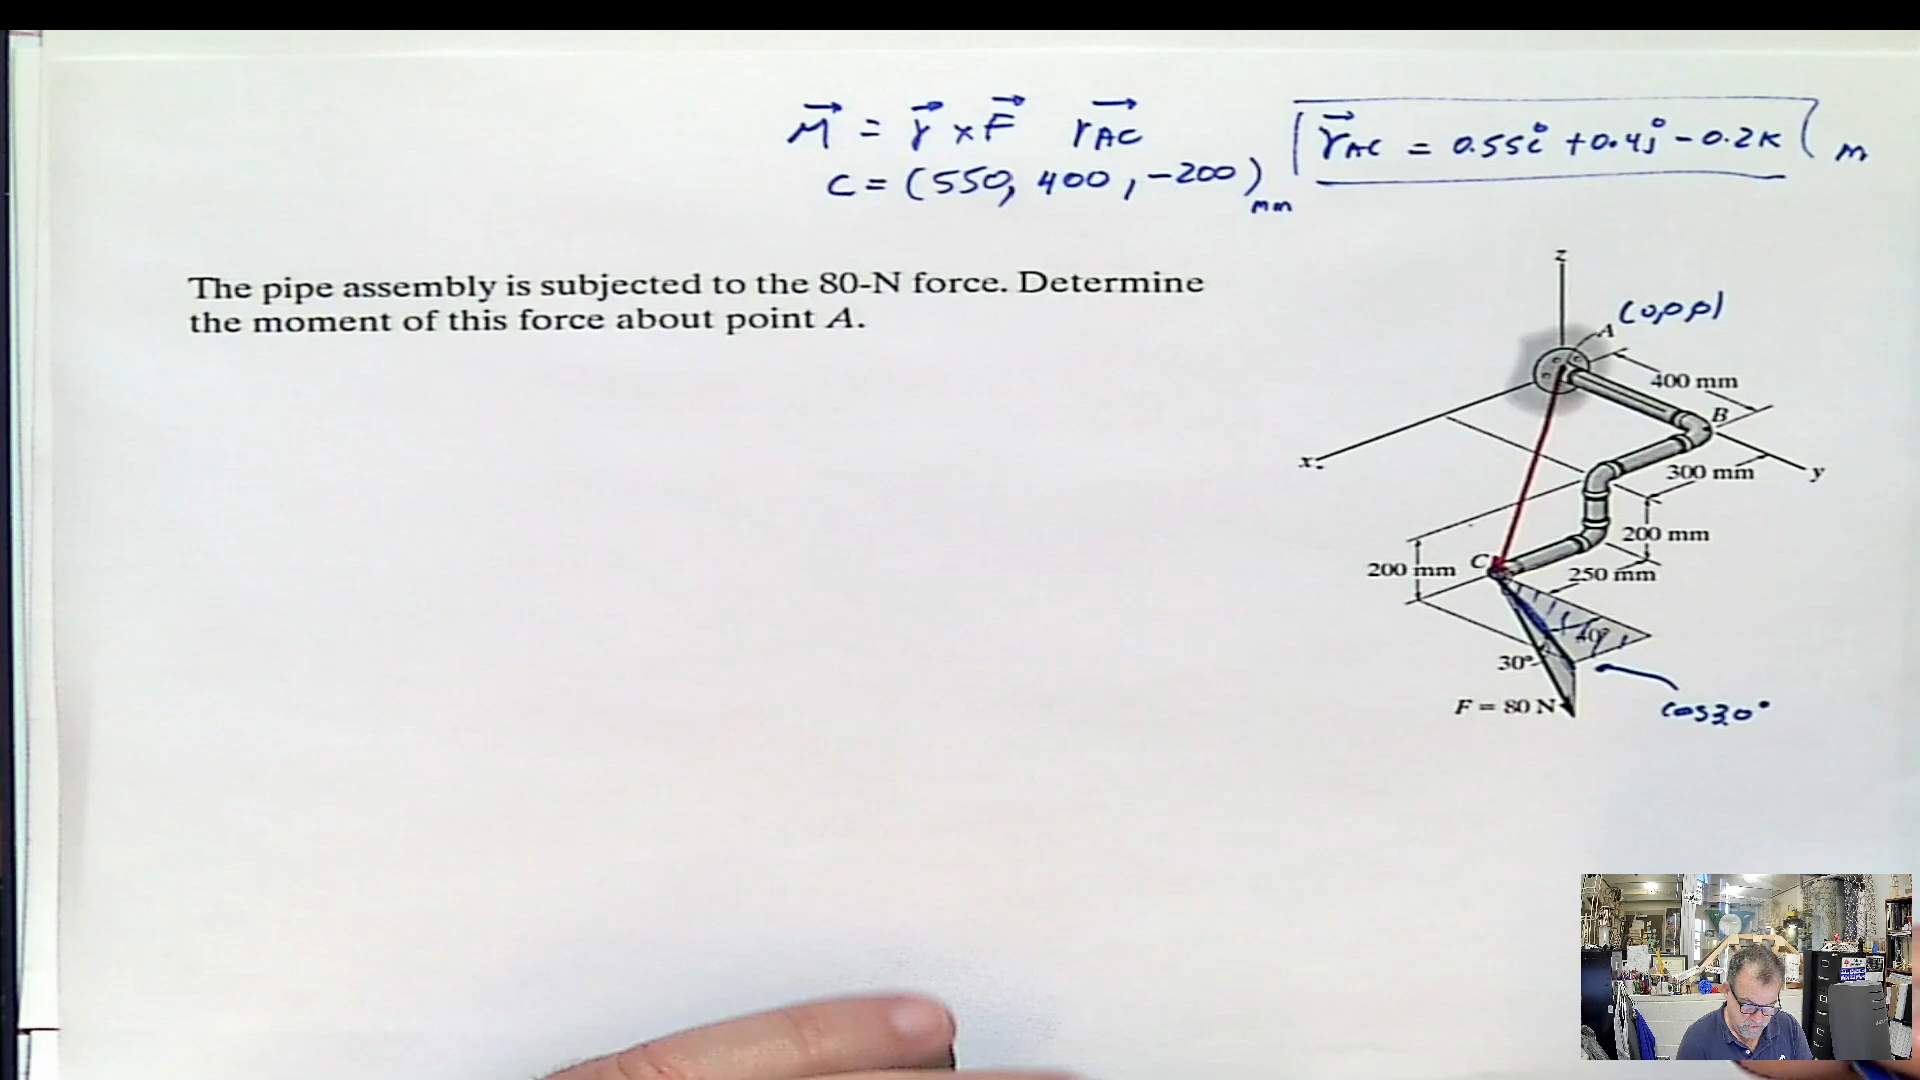 M = r x F   rAC
C = (550, 400, -200) mm
rAC = 0.55i + 0.4j - 0.2k m
The pipe assembly is subjected to the 80-N force. Determine
the moment of this force about point A.
z
(0,0,0)
A
400 mm
B
x
300 mm
y
200 mm
C
200 mm
250 mm
40°
30°
F = 80 N
cos30°